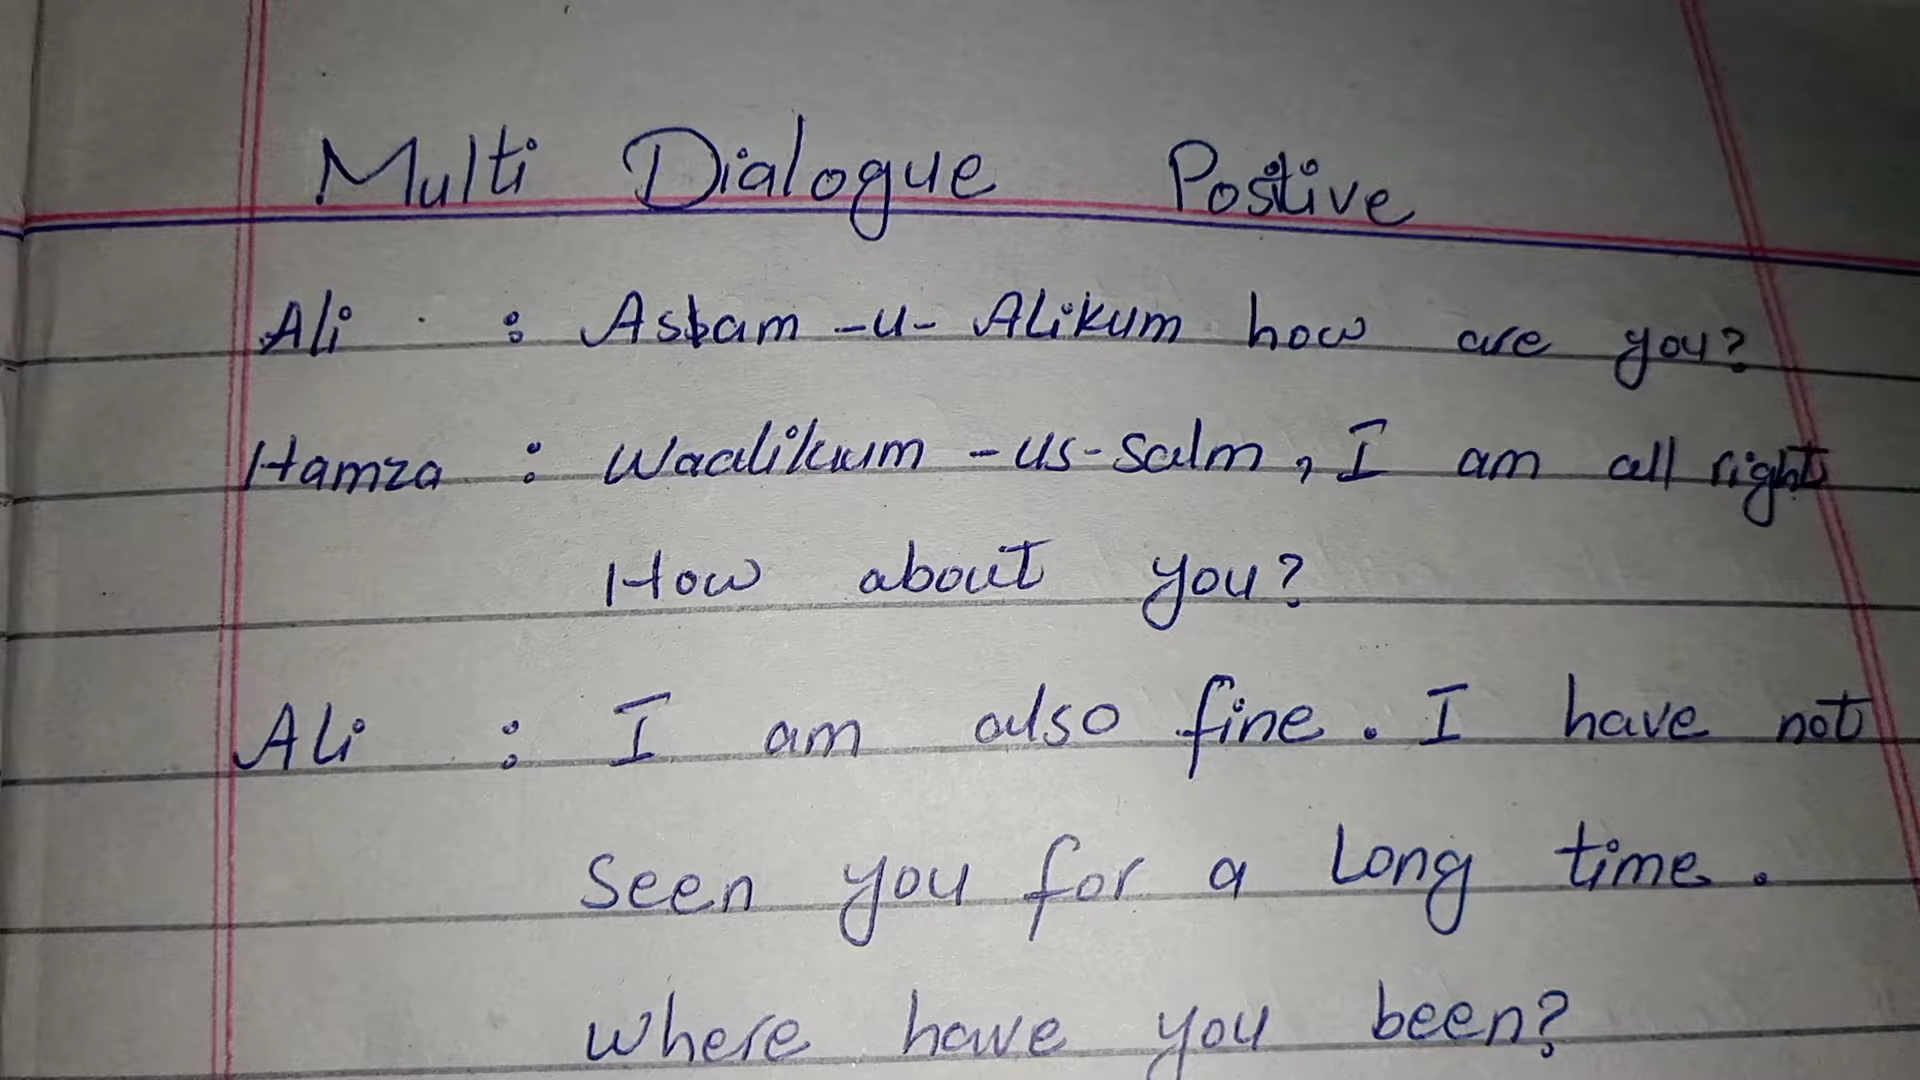 Multi Dialogue Postive
Ali : Aslam -u- Alikum how are you?
Hamza : Waalikum -us-Salm, I am all right
How about you?
Ali : I am also fine. I have not
seen you for a long time.
where have you been?